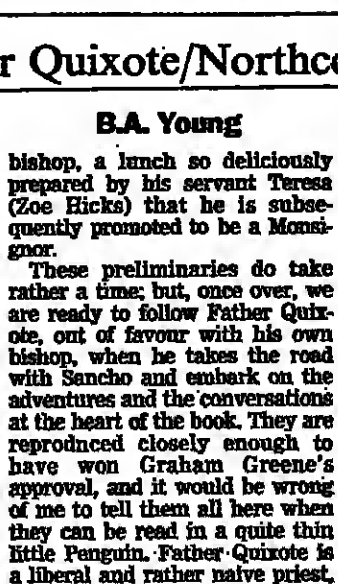 r Quixote/Northco
B.A. Young
bishop, a lunch so deliciously
prepared by his servant Teresa
(Zoe Hicks) that he is subse-
quently promoted to be a Monsi-
gnor.
These preliminaries do take
rather a time; but, once over, we
are ready to follow Father Quix-
ote, out of favour with his own
bishop, when he takes the road
with Sancho and embark on the
adventures and the conversations
at the heart of the book. They are
reproduced closely enough to
have won Graham Greene's
approval, and it would be wrong
of me to tell them all here when
they can be read in a quite thin
little Penguin. Father Quixote is
a liberal and rather naive priest,